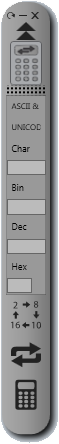 ASCII &
UNICOD
Char
Bin
Dec
Hex
2 → 8
↑ ↓
16 ← 10